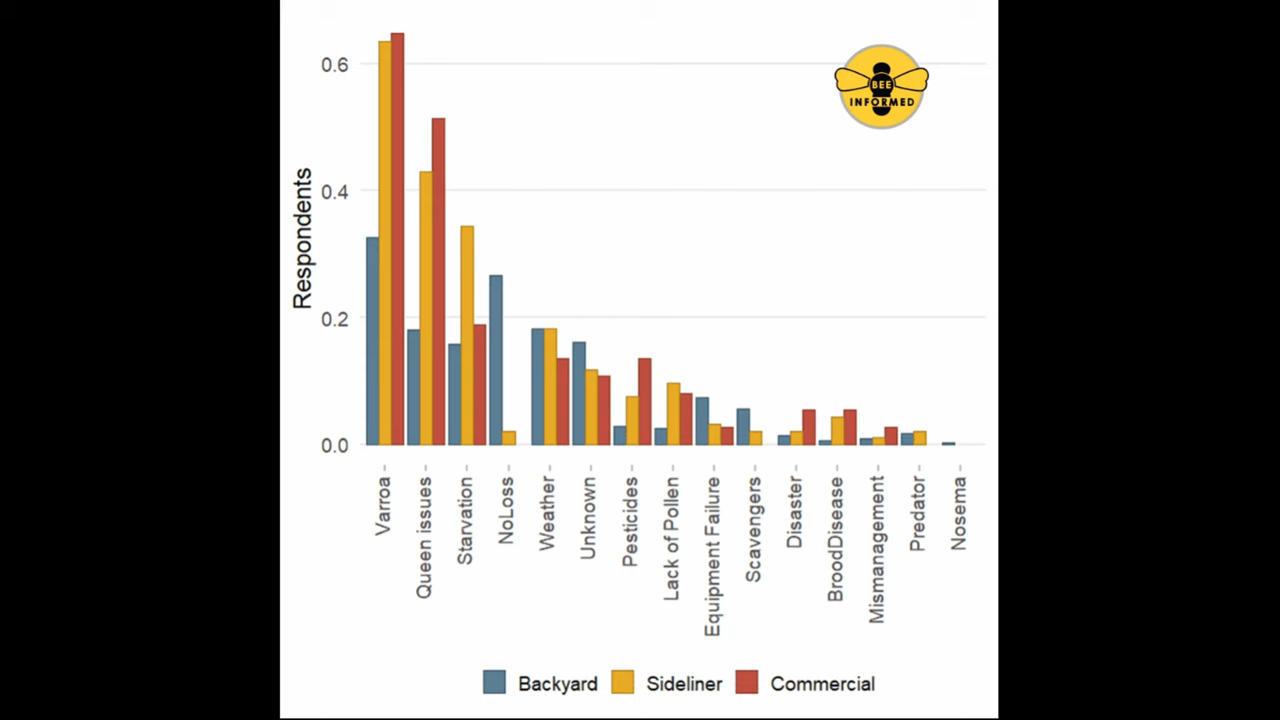 0.6
0.4
0.2
0.0
Respondents
BEE
INFORMED
Varroa
Queen issues
Starvation
NoLoss
Weather
Unknown
Pesticides
Lack of Pollen
Equipment Failure
Scavengers
Disaster
BroodDisease
Mismanagement
Predator
Nosema
Backyard Sideliner Commercial